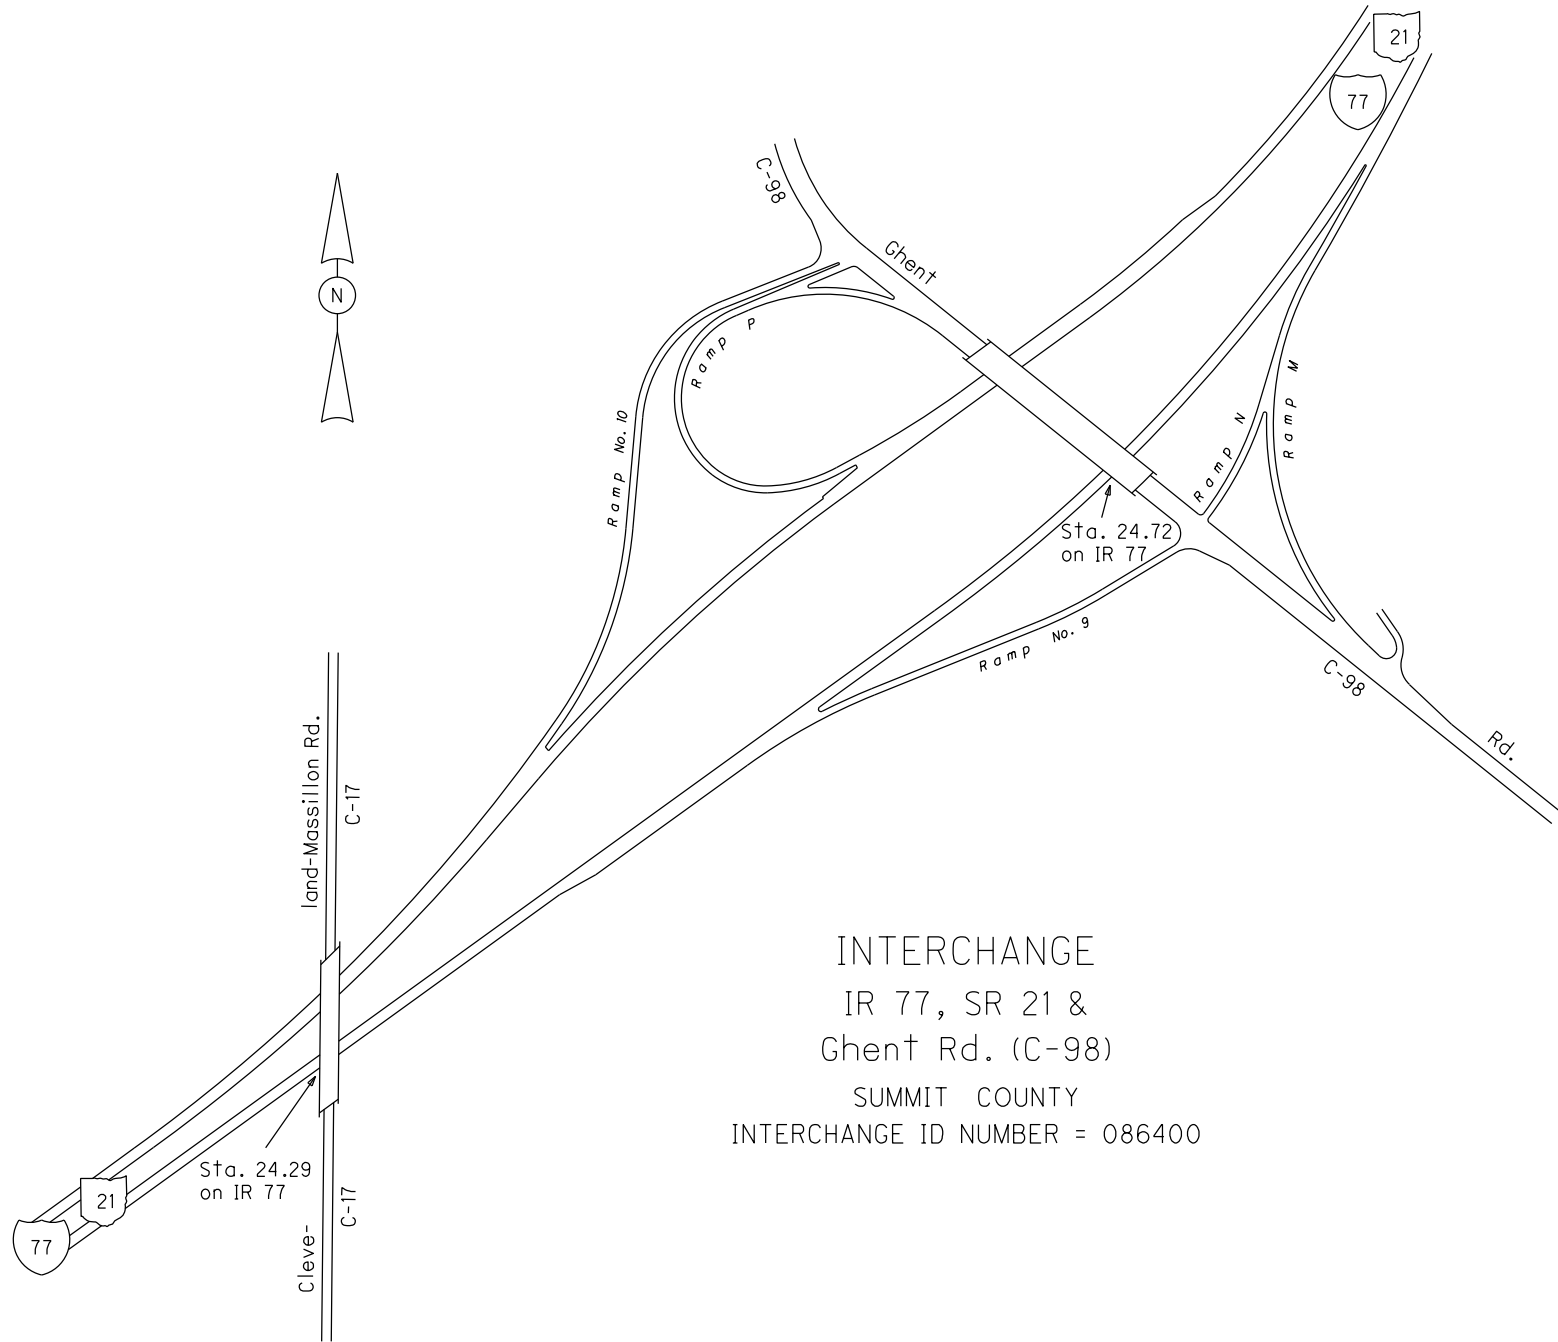 21
77
C-98
Ghent
N
Ramp P
Ramp No. 10
Ramp M
Ramp N
Sta. 24.72
on IR 77
Ramp No. 9
C-98
Rd.
land-Massillon Rd.
C-17
INTERCHANGE
IR 77, SR 21 &
Ghent Rd. (C-98)
SUMMIT COUNTY
INTERCHANGE ID NUMBER = 086400
Sta. 24.29
on IR 77
21
77
Cleve-
C-17